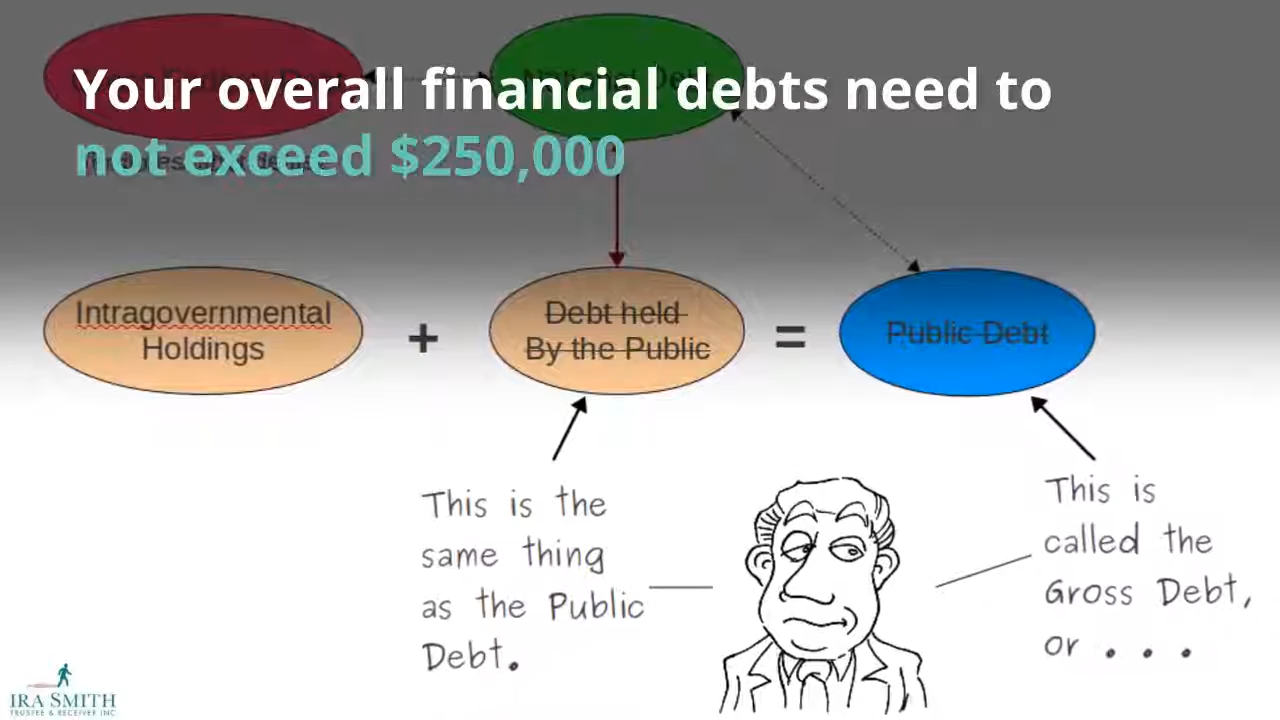 Your overall financial debts need to
not exceed $250,000
Intragovernmental
Holdings
+
Debt held
By the Public
=
Public Debt
This is the
same thing
as the Public
Debt.
This is
called the
Gross Debt,
or . . .
IRA SMITH
TRUSTEE & RECEIVER INC